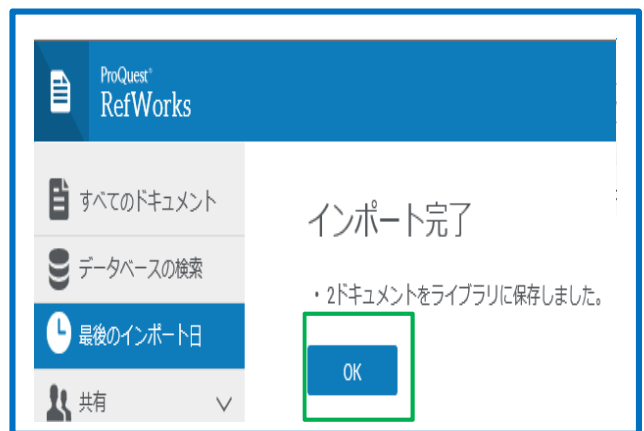 ProQuest®
RefWorks
すべてのドキュメント
データベースの検索
最後のインポート日
共有
インポート完了
・2ドキュメントをライブラリに保存しました。
OK